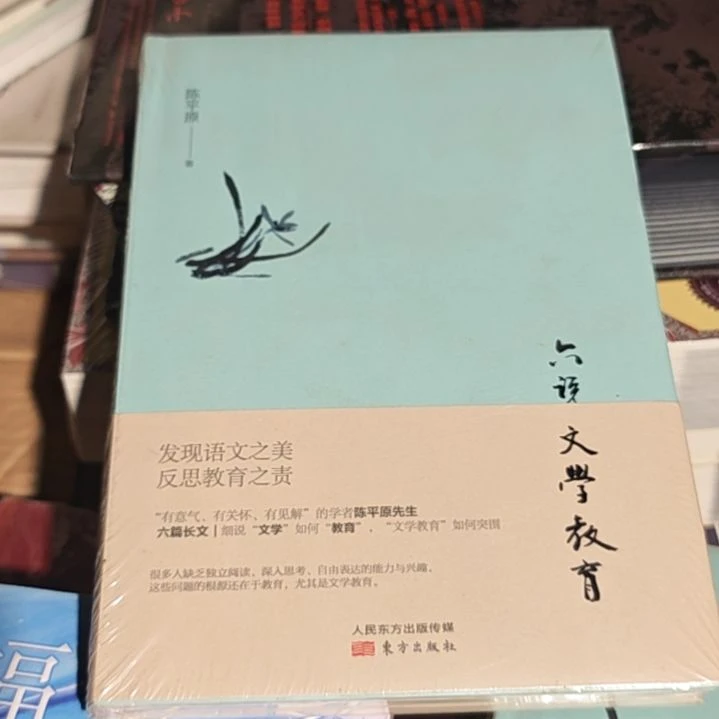 陈平原
著
六说
文學教育
发现语文之美
反思教育之责
“有意气、有关怀、有见解”的学者陈平原先生
六篇长文｜细说“文学”如何“教育”，“文学教育”如何突围
很多人缺乏独立阅读、深入思考、自由表达的能力与兴趣，
这些问题的根源还在于教育，尤其是文学教育。
人民东方出版传媒
东方出版社
福